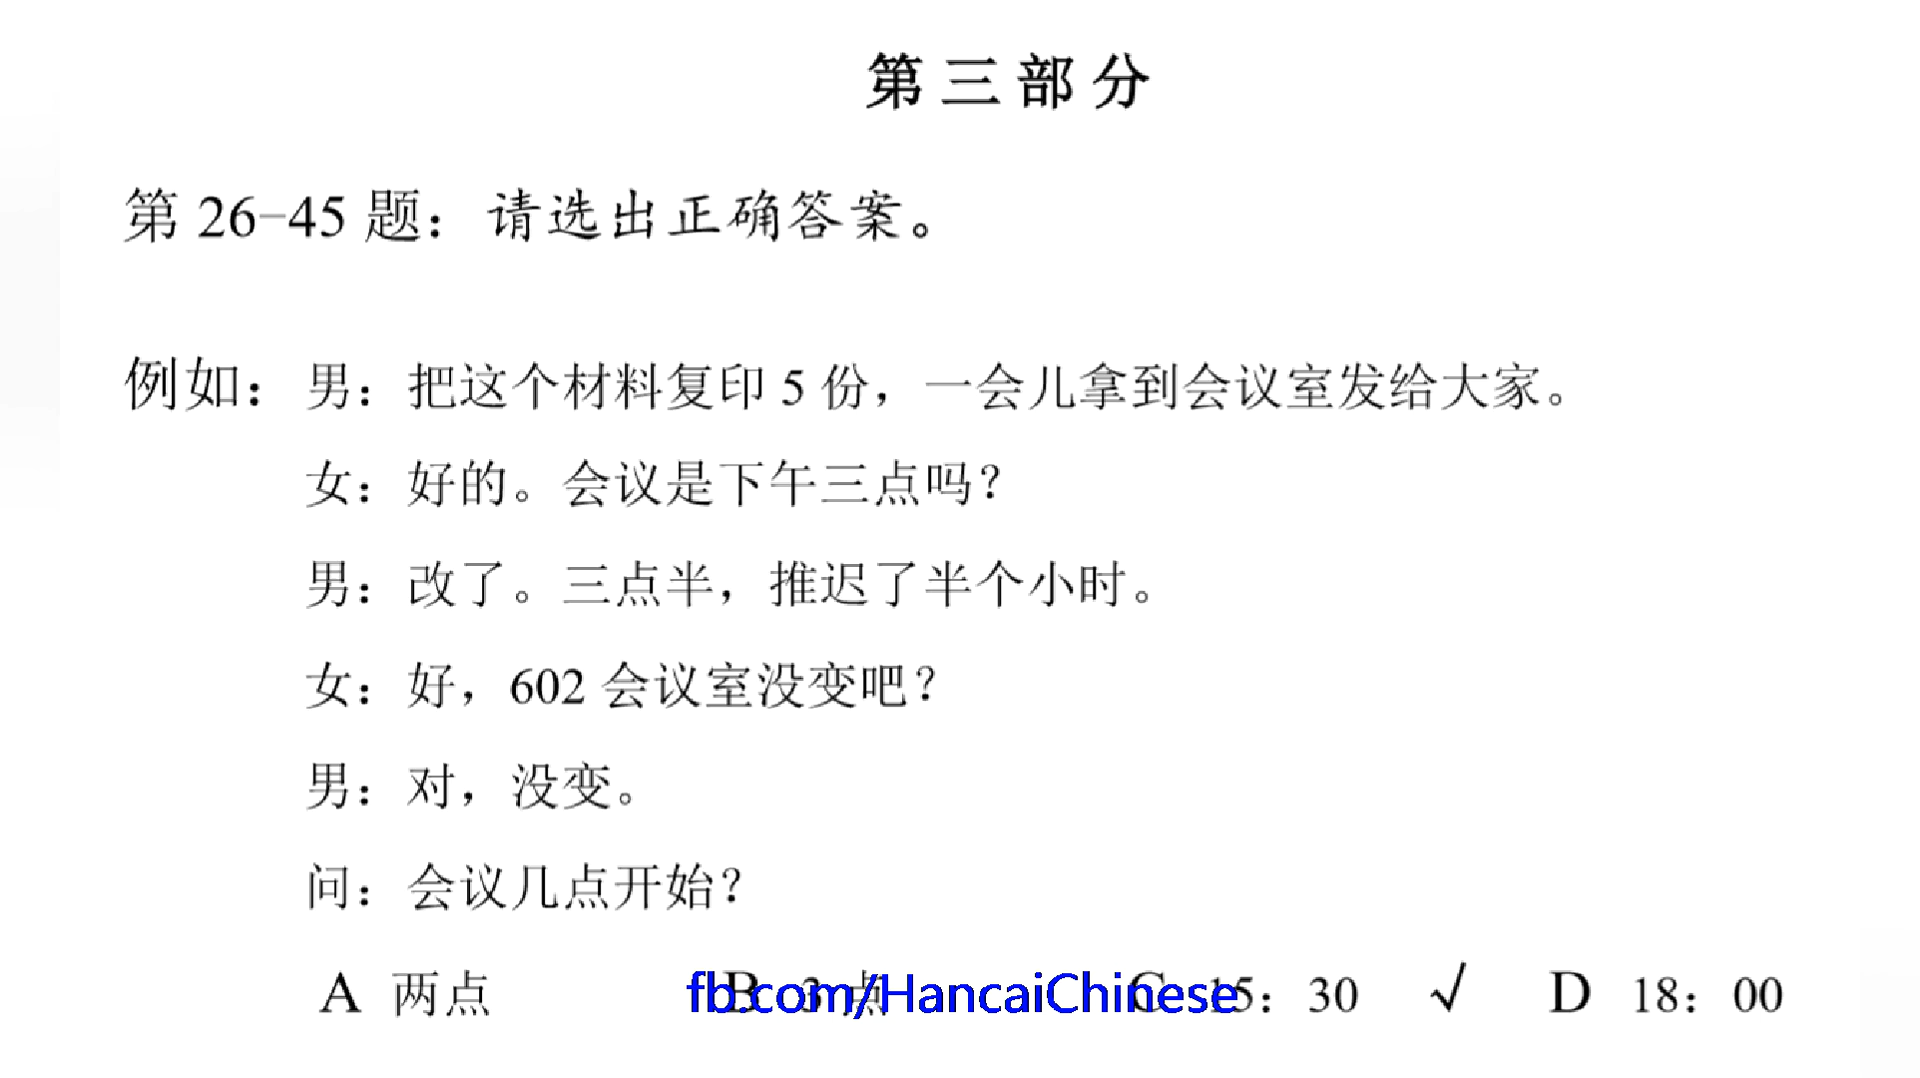 第三部分
第 26-45 题：请选出正确答案。
例如：男：把这个材料复印 5 份，一会儿拿到会议室发给大家。
女：好的。会议是下午三点吗？
男：改了。三点半，推迟了半个小时。
女：好，602 会议室没变吧？
男：对，没变。
问：会议几点开始？
A 两点 B 3 点 C 15：30 √ D 18：00
fb.com/HancaiChinese